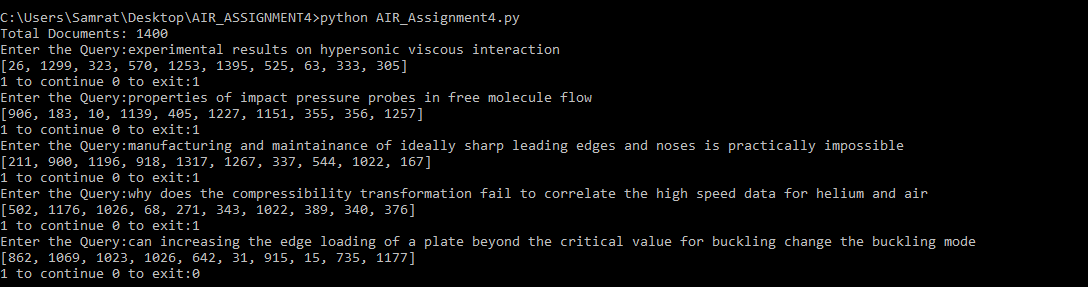 C:\Users\Samrat\Desktop\AIR_ASSIGNMENT4>python AIR_Assignment4.py
Total Documents: 1400
Enter the Query:experimental results on hypersonic viscous interaction
[26, 1299, 323, 570, 1253, 1395, 525, 63, 333, 305]
1 to continue 0 to exit:1
Enter the Query:properties of impact pressure probes in free molecule flow
[906, 183, 10, 1139, 405, 1227, 1151, 355, 356, 1257]
1 to continue 0 to exit:1
Enter the Query:manufacturing and maintainance of ideally sharp leading edges and noses is practically impossible
[211, 900, 1196, 918, 1317, 1267, 337, 544, 1022, 167]
1 to continue 0 to exit:1
Enter the Query:why does the compressibility transformation fail to correlate the high speed data for helium and air
[502, 1176, 1026, 68, 271, 343, 1022, 389, 340, 376]
1 to continue 0 to exit:1
Enter the Query:can increasing the edge loading of a plate beyond the critical value for buckling change the buckling mode
[862, 1069, 1023, 1026, 642, 31, 915, 15, 735, 1177]
1 to continue 0 to exit:0